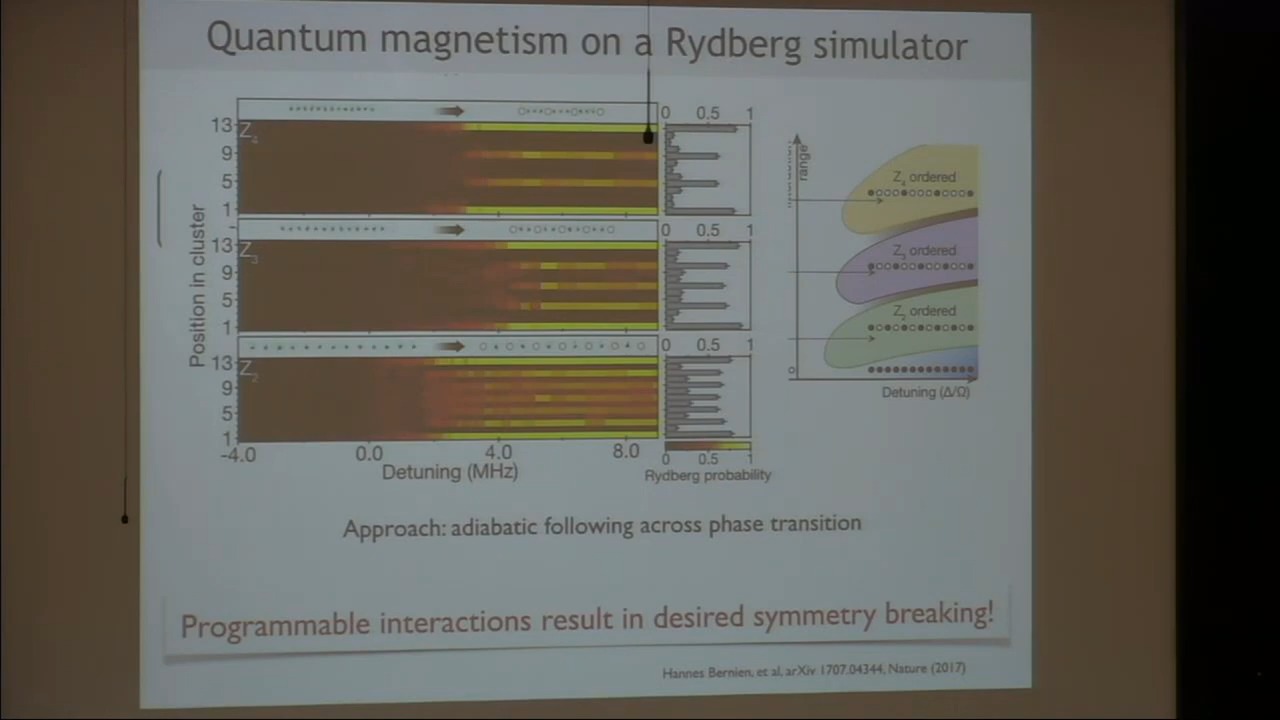 Quantum magnetism on a Rydberg simulator
0 0.5 1
13
9
5
1
Z4
0 0.5 1
13
9
5
1
Z3
0 0.5 1
13
9
5
1
Z2
Position in cluster
-4.0 0.0 4.0 8.0
Detuning (MHz)
0 0.5 1
Rydberg probability
range
Z4 ordered
Z3 ordered
Z2 ordered
0
Detuning (Δ/Ω)
Approach: adiabatic following across phase transition
Programmable interactions result in desired symmetry breaking!
Hannes Bernien, et al, arXiv 1707.04344, Nature (2017)